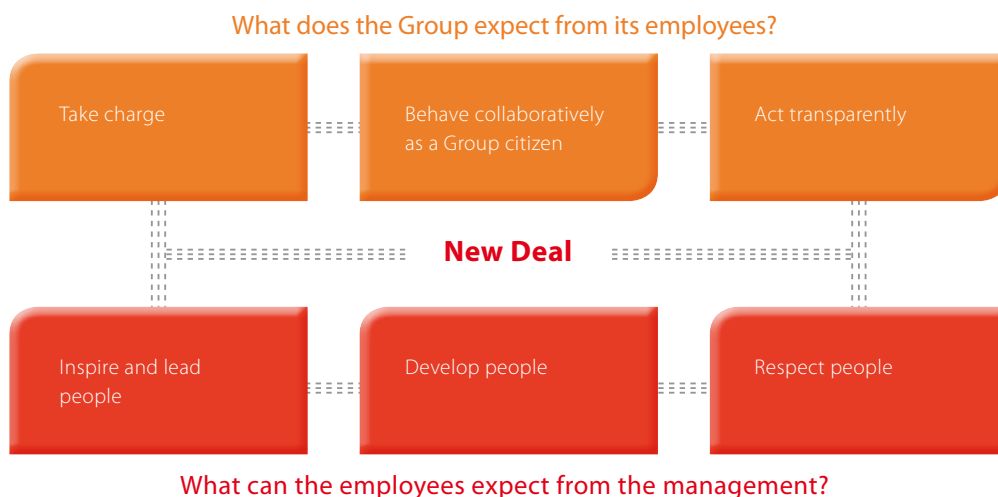 What does the Group expect from its employees?
Take charge
Behave collaboratively
as a Group citizen
Act transparently
New Deal
Inspire and lead
people
Develop people
Respect people
What can the employees expect from the management?